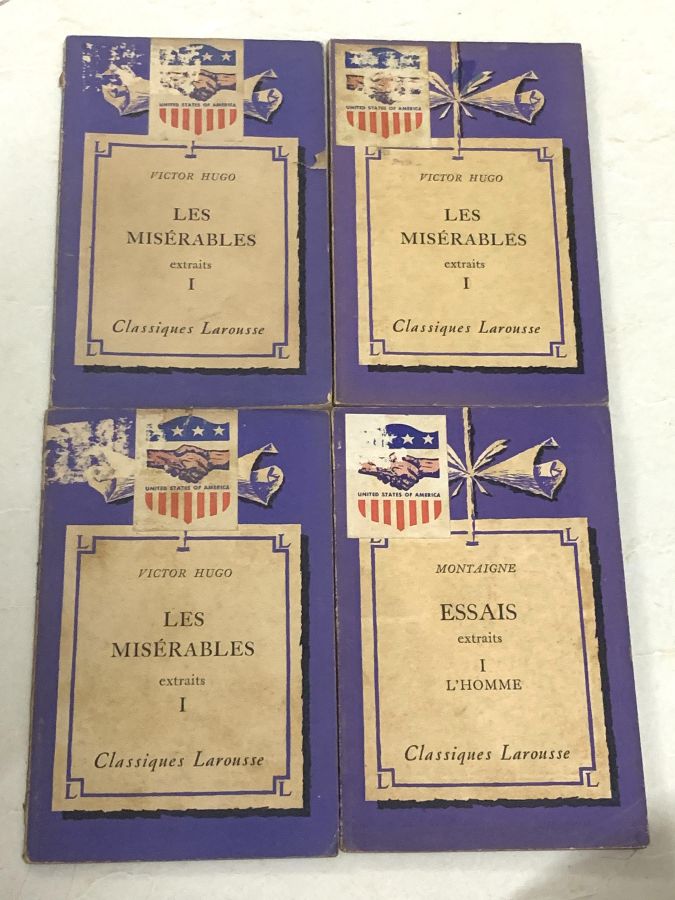 UNITED STATES OF AMERICA
VICTOR HUGO
LES
MISÉRABLES
extraits
I
Classiques Larousse
L L
L L
UNITED STATES OF AMERICA
VICTOR HUGO
LES
MISÉRABLES
extraits
I
Classiques Larousse
L L
L L
UNITED STATES OF AMERICA
VICTOR HUGO
LES
MISÉRABLES
extraits
I
Classiques Larousse
L L
L L
UNITED STATES OF AMERICA
MONTAIGNE
ESSAIS
extraits
I
L'HOMME
Classiques Larousse
L L
L L